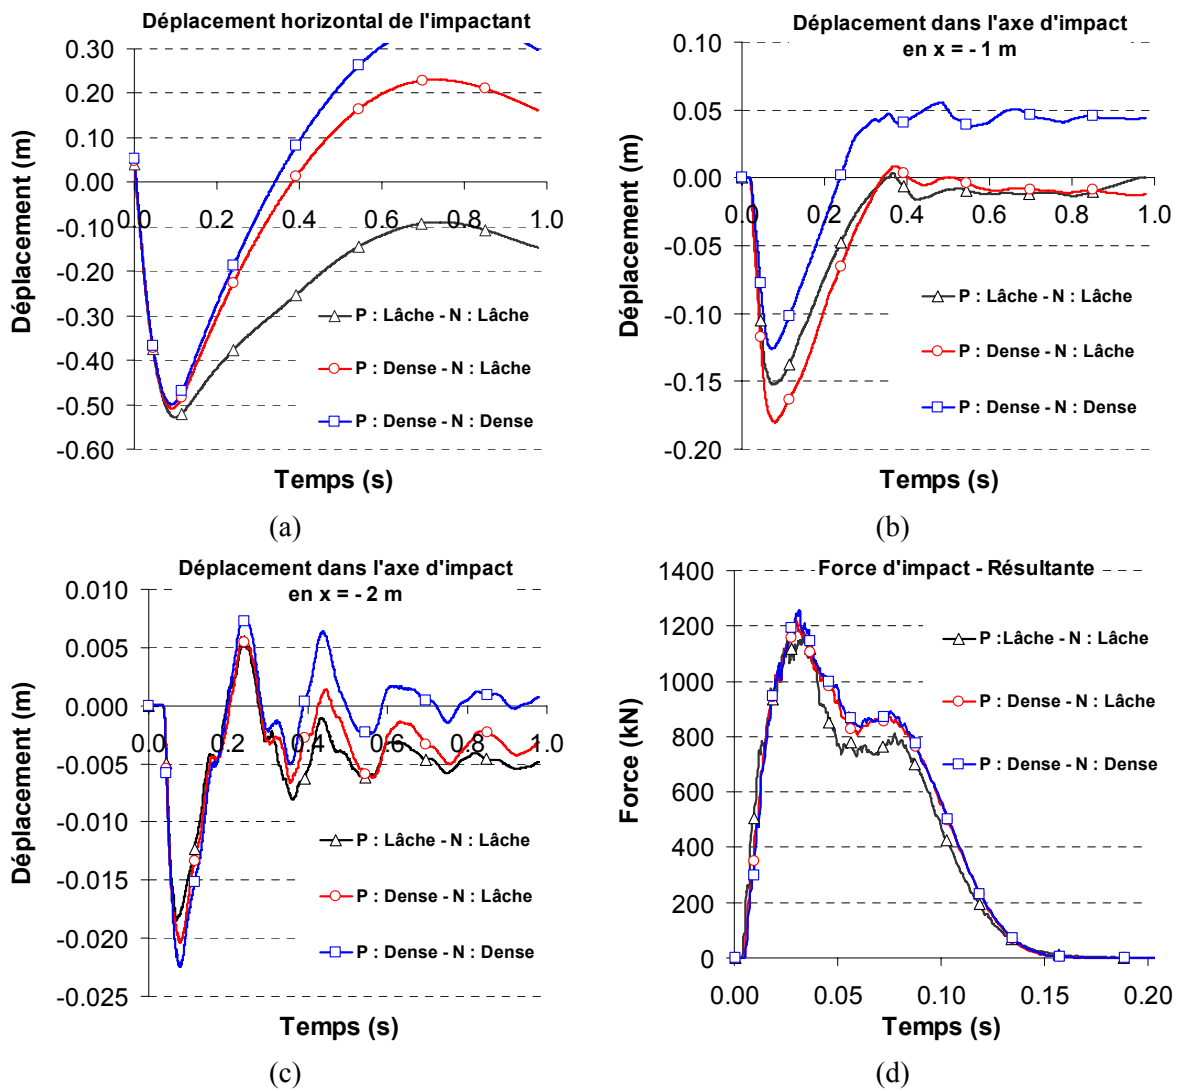 Déplacement horizontal de l'impactant
0.30
0.20
0.10
0.00
-0.10
-0.20
-0.30
-0.40
-0.50
-0.60
0.0 0.2 0.4 0.6 0.8 1.0
Déplacement (m)
P : Lâche - N : Lâche
P : Dense - N : Lâche
P : Dense - N : Dense
Temps (s)
(a)
Déplacement dans l'axe d'impact
en x = - 1 m
0.10
0.05
0.00
-0.05
-0.10
-0.15
-0.20
0.0 0.2 0.4 0.6 0.8 1.0
Déplacement (m)
P : Lâche - N : Lâche
P : Dense - N : Lâche
P : Dense - N : Dense
Temps (s)
(b)
Déplacement dans l'axe d'impact
en x = - 2 m
0.010
0.005
0.000
-0.005
-0.010
-0.015
-0.020
-0.025
0.0 0.2 0.4 0.6 0.8 1.0
Déplacement (m)
P : Lâche - N : Lâche
P : Dense - N : Lâche
P : Dense - N : Dense
Temps (s)
(c)
Force d'impact - Résultante
1400
1200
1000
800
600
400
200
0
0.00 0.05 0.10 0.15 0.20
Force (kN)
P :Lâche - N : Lâche
P : Dense - N : Lâche
P : Dense - N : Dense
Temps (s)
(d)